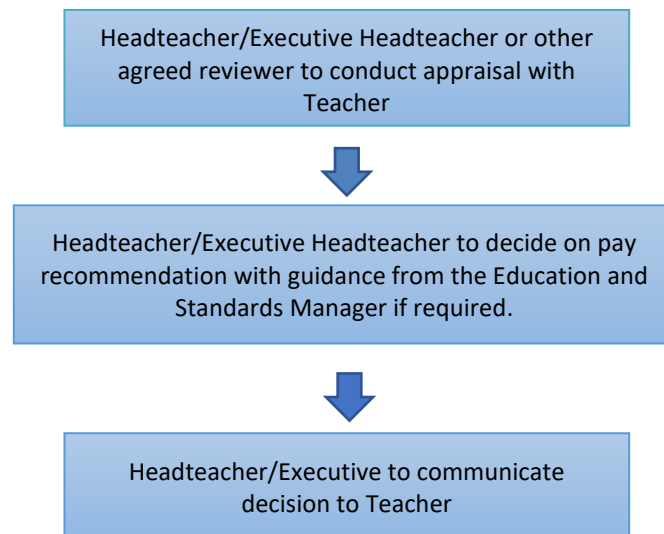 Headteacher/Executive Headteacher or other
agreed reviewer to conduct appraisal with
Teacher
Headteacher/Executive Headteacher to decide on pay
recommendation with guidance from the Education and
Standards Manager if required.
Headteacher/Executive to communicate
decision to Teacher